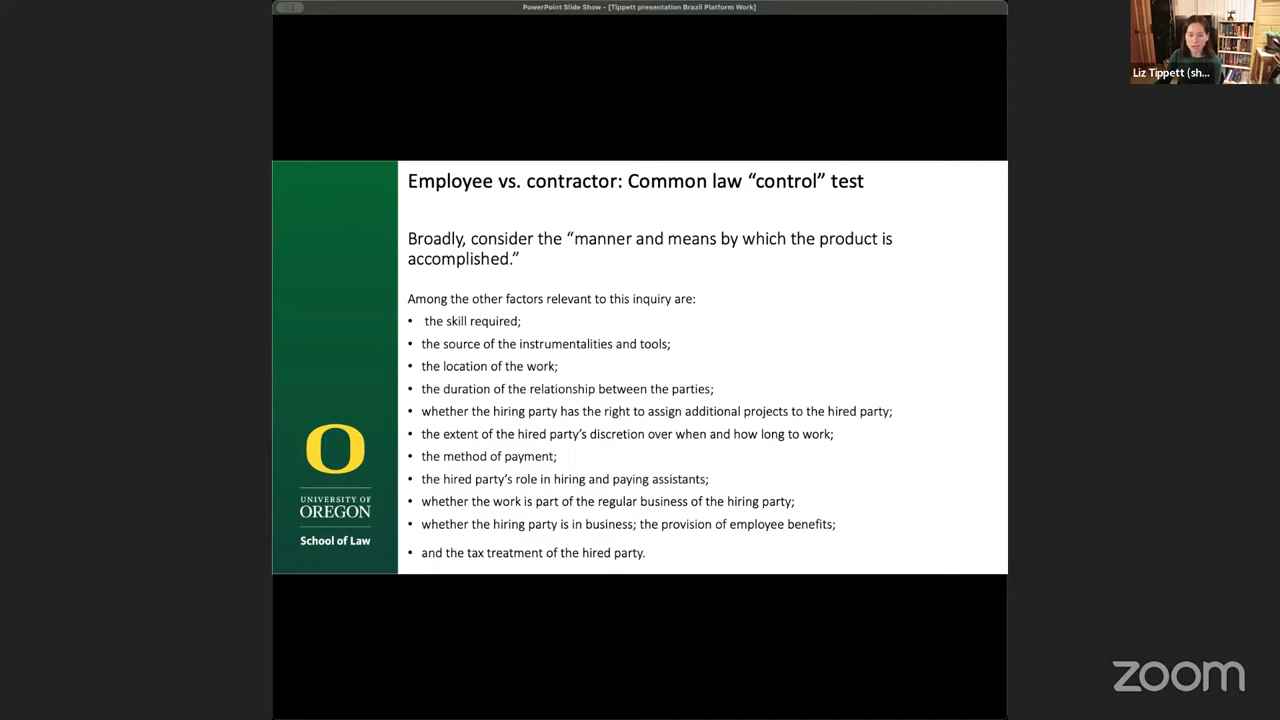 PowerPoint Slide Show - [Tippett presentation Brazil Platform Work]
Liz Tippett (sh...
Employee vs. contractor: Common law “control” test
Broadly, consider the “manner and means by which the product is
accomplished.”
Among the other factors relevant to this inquiry are:
• the skill required;
• the source of the instrumentalities and tools;
• the location of the work;
• the duration of the relationship between the parties;
• whether the hiring party has the right to assign additional projects to the hired party;
• the extent of the hired party’s discretion over when and how long to work;
• the method of payment;
• the hired party’s role in hiring and paying assistants;
• whether the work is part of the regular business of the hiring party;
• whether the hiring party is in business; the provision of employee benefits;
• and the tax treatment of the hired party.
O
UNIVERSITY OF
OREGON
School of Law
zoom